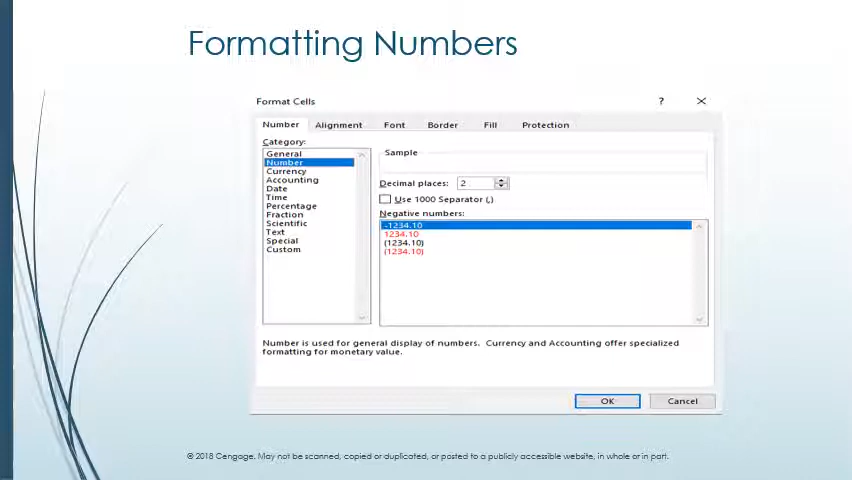 Formatting Numbers
Format Cells
?
Number Alignment Font Border Fill Protection
Category:
General
Number
Currency
Accounting
Date
Time
Percentage
Fraction
Scientific
Text
Special
Custom
Sample
Decimal places: 2
Use 1000 Separator (,)
Negative numbers:
-1234.10
1234.10
(1234.10)
(1234.10)
Number is used for general display of numbers. Currency and Accounting offer specialized
formatting for monetary value.
OK Cancel
© 2018 Cengage. May not be scanned, copied or duplicated, or posted to a publicly accessible website, in whole or in part.